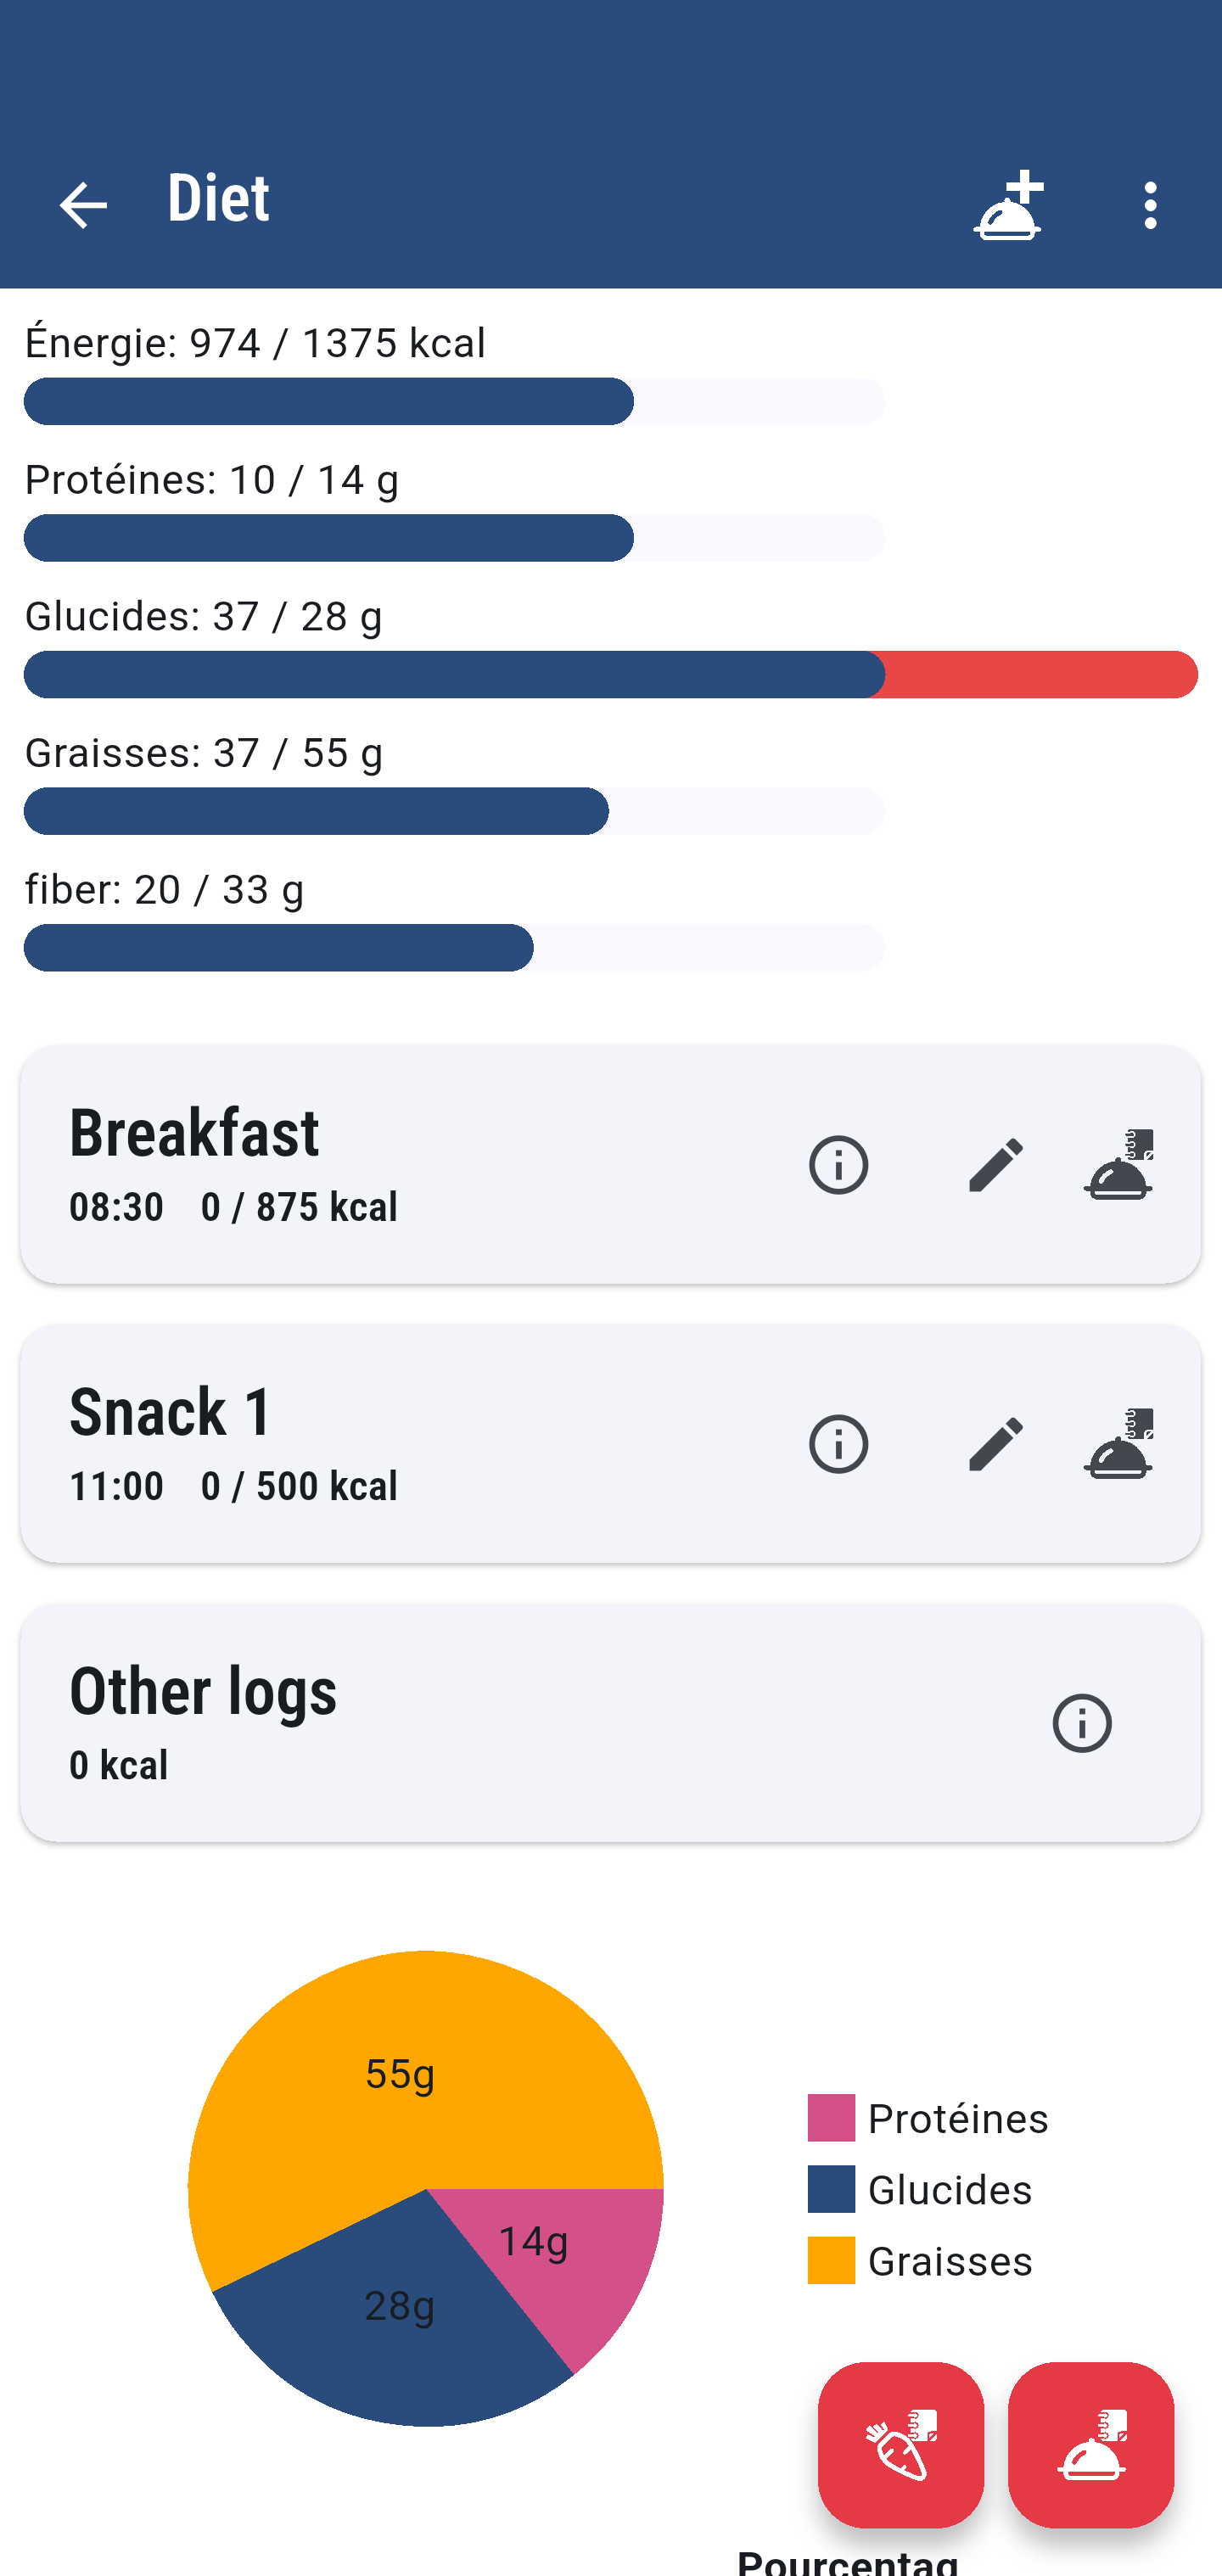 Diet
Énergie: 974 / 1375 kcal
Protéines: 10 / 14 g
Glucides: 37 / 28 g
Graisses: 37 / 55 g
fiber: 20 / 33 g
Breakfast
08:30 0 / 875 kcal
Snack 1
11:00 0 / 500 kcal
Other logs
0 kcal
55g
14g
28g
Protéines
Glucides
Graisses
Pourcentag